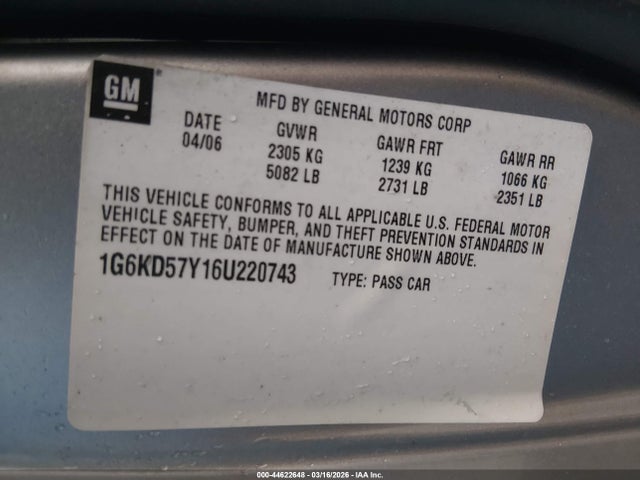 GM
MFD BY GENERAL MOTORS CORP
DATE GVWR GAWR FRT GAWR RR
04/06 2305 KG 1239 KG 1066 KG
5082 LB 2731 LB 2351 LB
THIS VEHICLE CONFORMS TO ALL APPLICABLE U.S. FEDERAL MOTOR
VEHICLE SAFETY, BUMPER, AND THEFT PREVENTION STANDARDS IN
EFFECT ON THE DATE OF MANUFACTURE SHOWN ABOVE.
1G6KD57Y16U220743 TYPE: PASS CAR
000-44622648 - 03/16/2026 - IAA Inc.